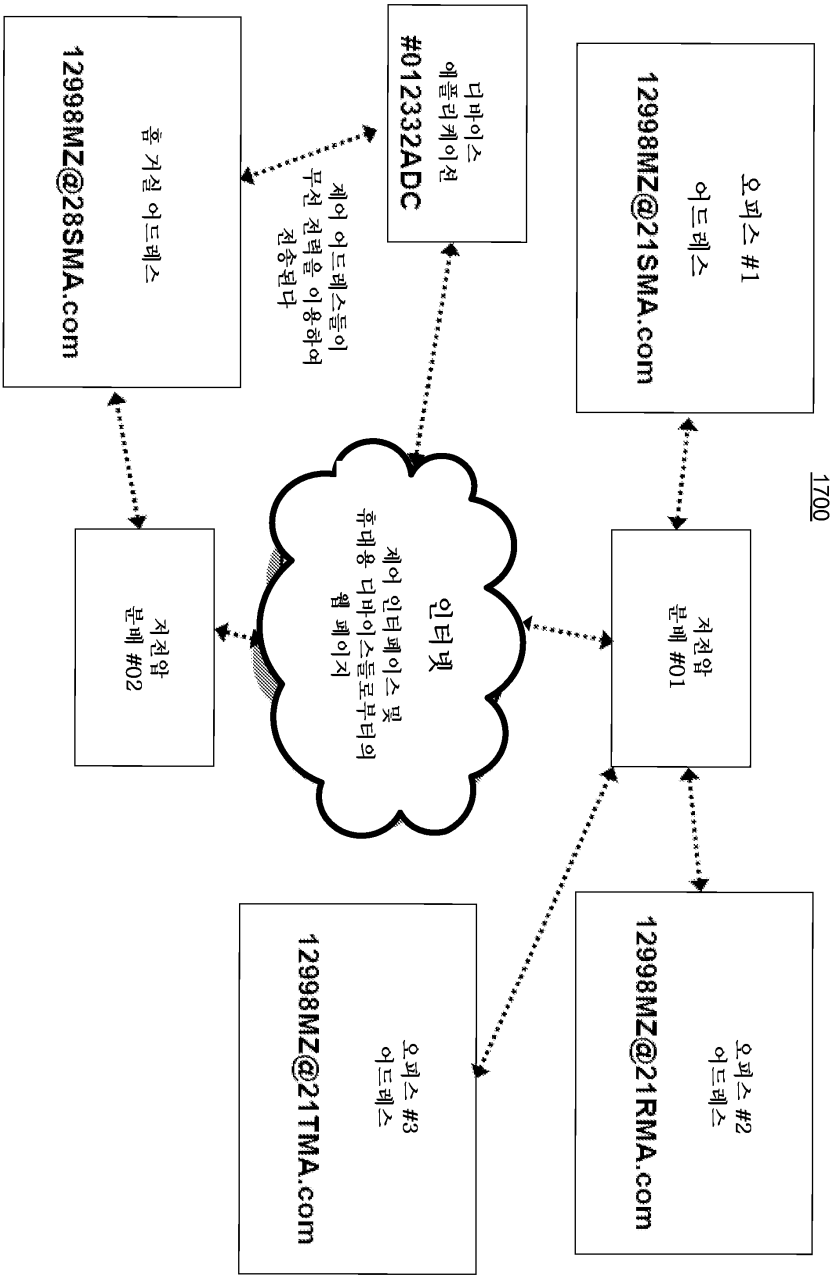 1700
오피스 #1
어드레스
12998MZ@21SMA.com
저전압
분배 #01
오피스 #2
어드레스
12998MZ@21RMA.com
디바이스
애플리케이션
#012332ADC
제어 어드레스들이
무선 전력을 이용하여
전송된다
인터넷
제어 인터페이스 및
휴대용 디바이스들로부터의
웹 페이지
오피스 #3
어드레스
12998MZ@21TMA.com
홈 거실 어드레스
12998MZ@28SMA.com
저전압
분배 #02